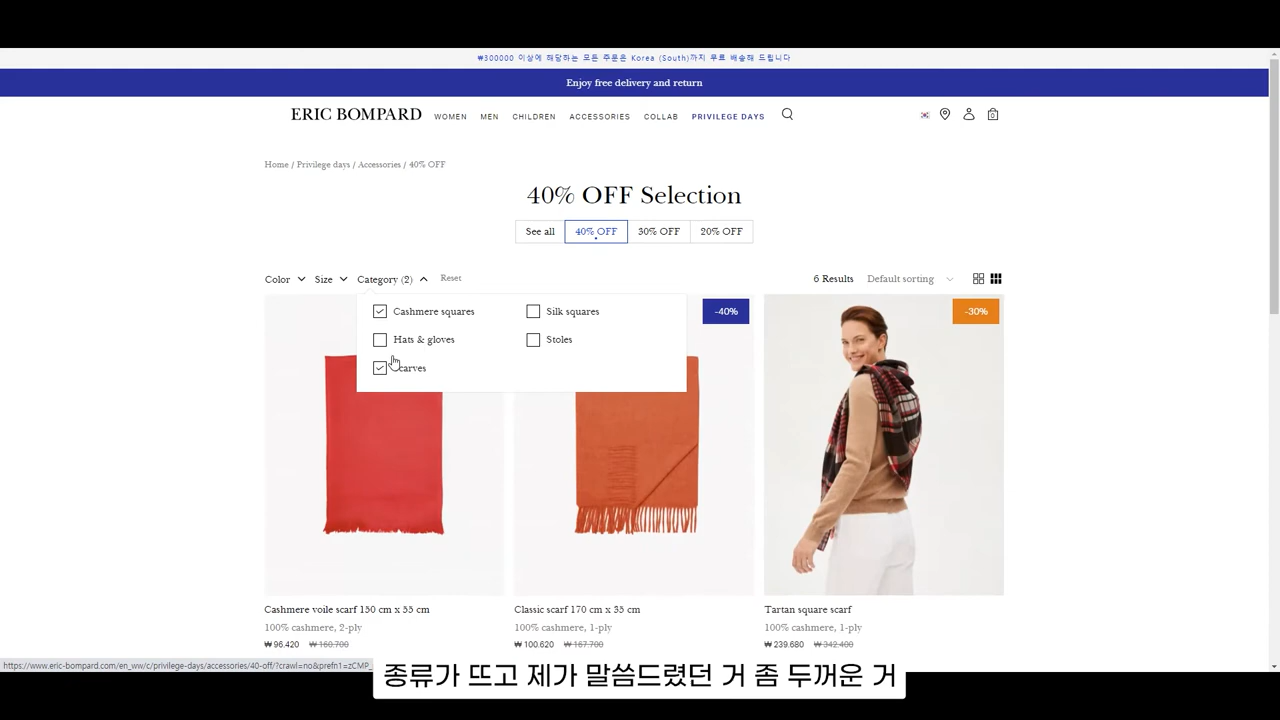 ₩300000 이상에 해당하는 모든 주문은 Korea (South)까지 무료 배송해 드립니다
Enjoy free delivery and return
ERIC BOMPARD WOMEN MEN CHILDREN ACCESSORIES COLLAB PRIVILEGE DAYS 0
Home / Privilege days / Accessories / 40% OFF
40% OFF Selection
See all 40% OFF 30% OFF 20% OFF
Color Size Category (2) Reset 6 Results Default sorting
Cashmere squares Silk squares
Hats & gloves Stoles
carves
-40% -30%
Cashmere voile scarf 150 cm x 55 cm Classic scarf 170 cm x 35 cm Tartan square scarf
100% cashmere, 2-ply 100% cashmere, 1-ply 100% cashmere, 1-ply
₩ 96.420 ₩ 160.700 ₩ 100.620 ₩ 167.700 ₩ 239.680 ₩ 342.400
https://www.eric-bompard.com/en_ww/c/privilege-days/accessories/40-off/?crawl=no&prefn1=zCMP_
종류가 뜨고 제가 말씀드렸던 거 좀 두꺼운 거